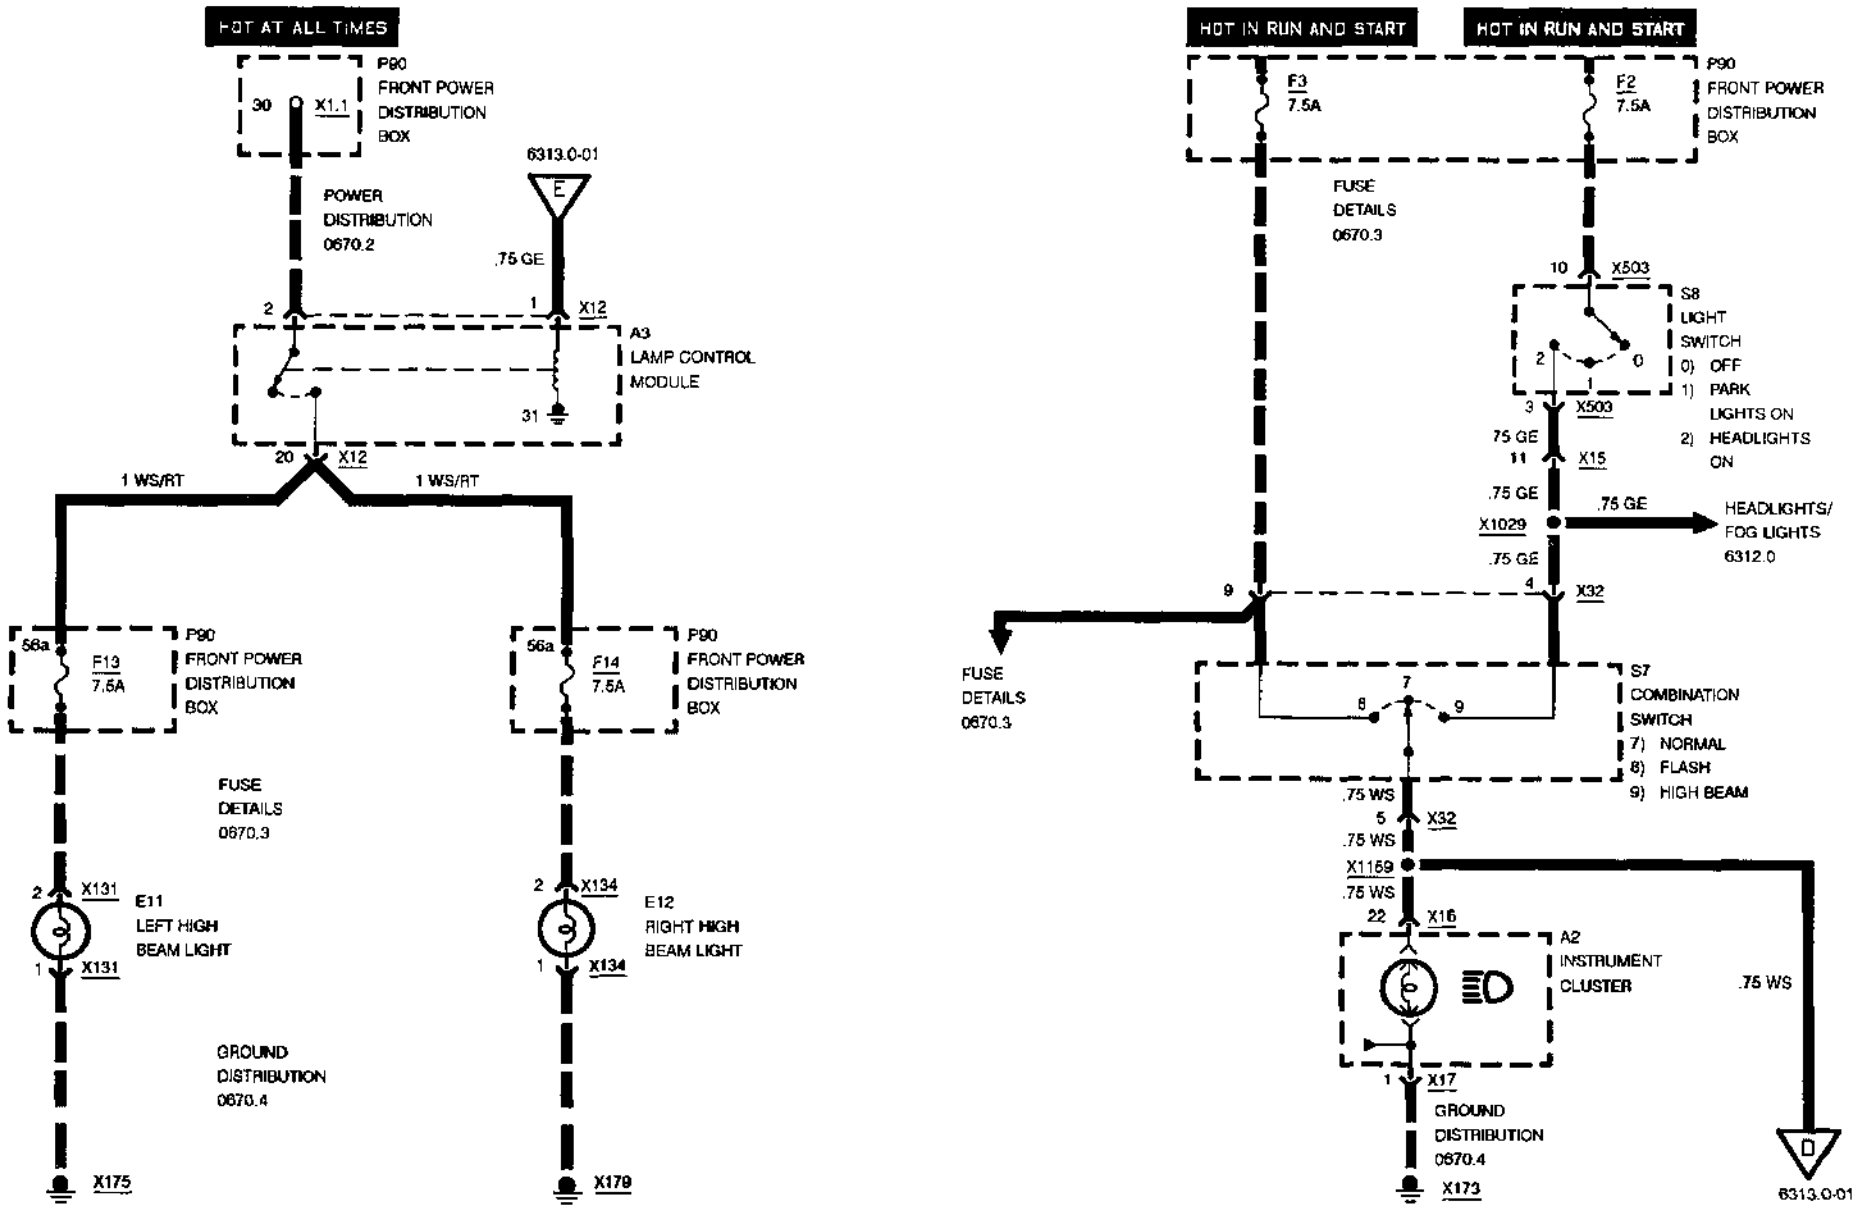 HOT AT ALL TIMES
P90
FRONT POWER
DISTRIBUTION
BOX
30
X1.1
6313.0-01
E
POWER
DISTRIBUTION
0670.2
.75 GE
2
1
X12
A3
LAMP CONTROL
MODULE
31
20
X12
1 WS/RT
1 WS/RT
56a
F13
7.5A
P90
FRONT POWER
DISTRIBUTION
BOX
56a
F14
7.5A
P90
FRONT POWER
DISTRIBUTION
BOX
FUSE
DETAILS
0670.3
2
X131
E11
LEFT HIGH
BEAM LIGHT
1
X131
2
X134
E12
RIGHT HIGH
BEAM LIGHT
1
X134
GROUND
DISTRIBUTION
0670.4
X175
X179
HOT IN RUN AND START
HOT IN RUN AND START
F3
7.5A
F2
7.5A
P90
FRONT POWER
DISTRIBUTION
BOX
FUSE
DETAILS
0670.3
10
X503
S8
LIGHT
SWITCH
0) OFF
1) PARK
LIGHTS ON
2) HEADLIGHTS
ON
2
0
1
3
X503
.75 GE
11
X15
.75 GE
X1029
.75 GE
HEADLIGHTS/
FOG LIGHTS
6312.0
.75 GE
9
4
X32
FUSE
DETAILS
0670.3
7
8
9
S7
COMBINATION
SWITCH
7) NORMAL
8) FLASH
9) HIGH BEAM
.75 WS
5
X32
.75 WS
X1159
.75 WS
22
X16
A2
INSTRUMENT
CLUSTER
.75 WS
1
X17
GROUND
DISTRIBUTION
0670.4
X173
D
6313.0-01